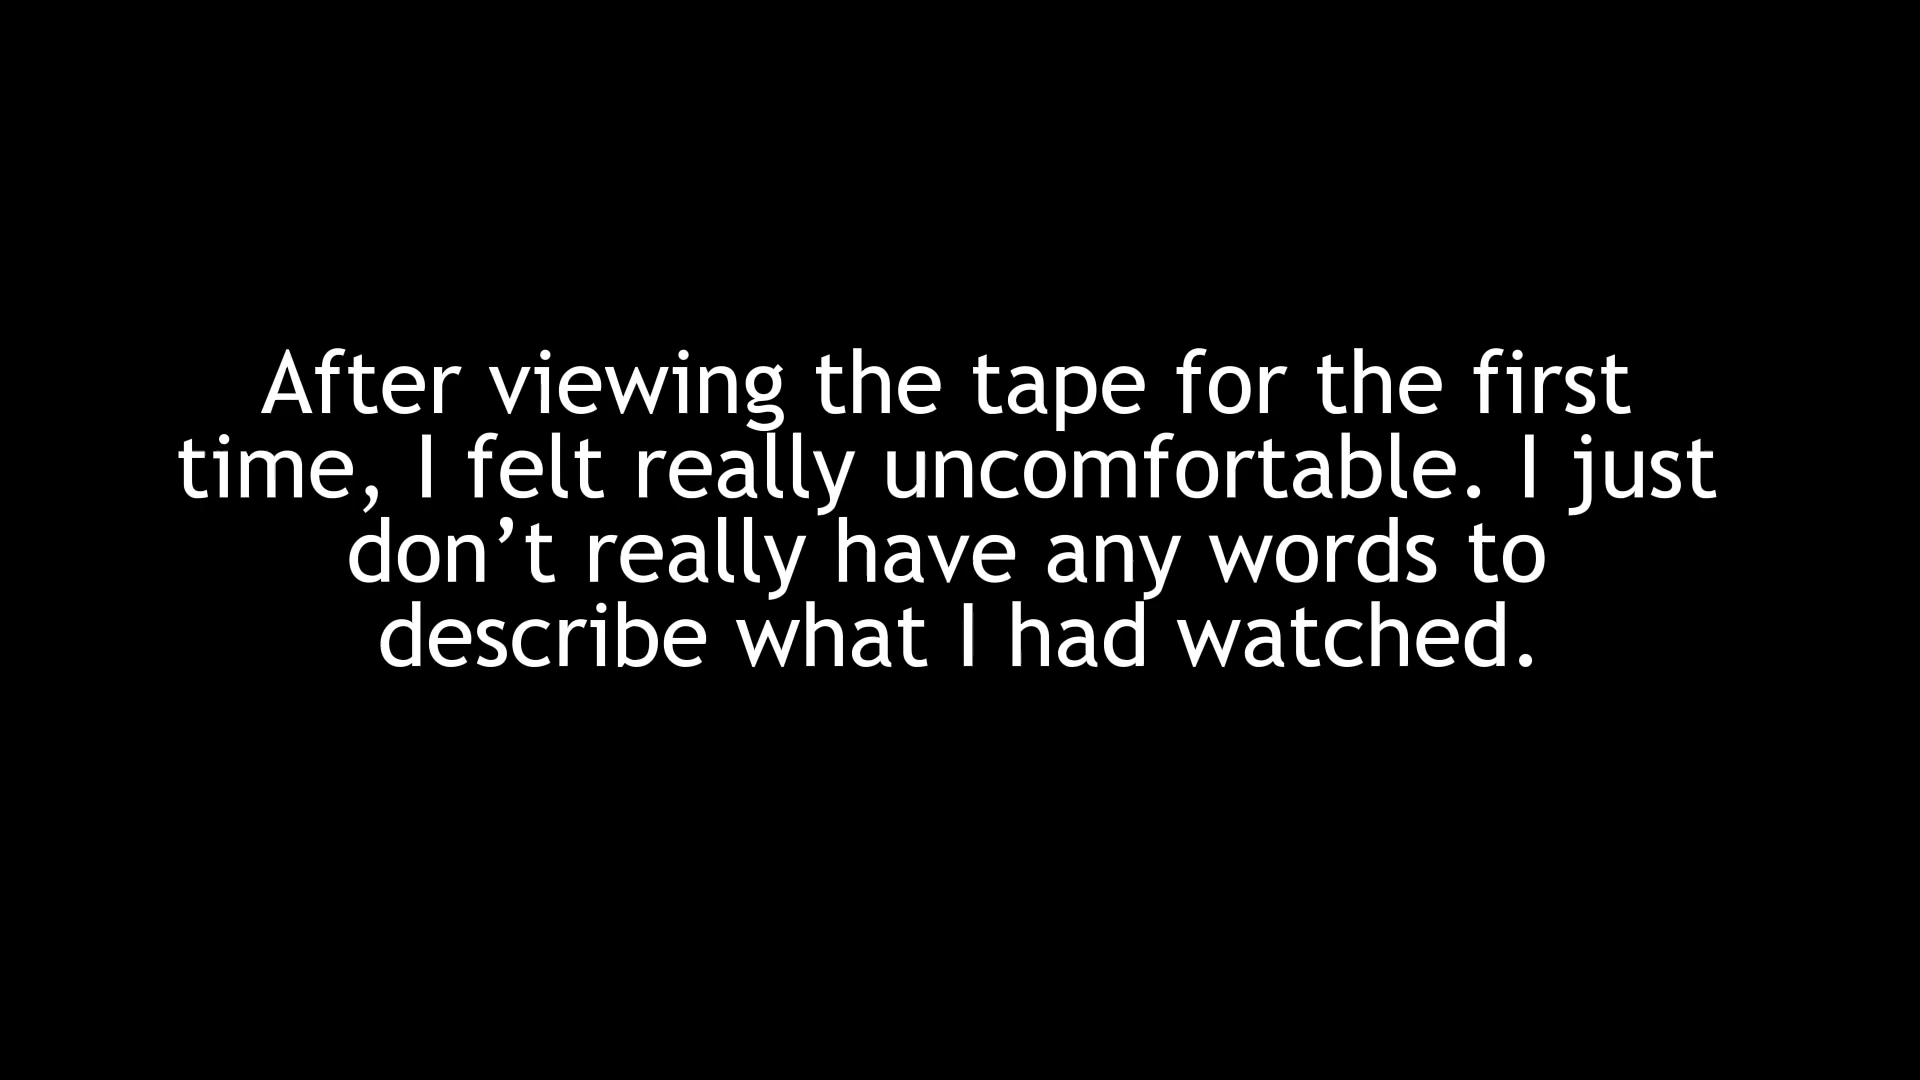 After viewing the tape for the first
time, I felt really uncomfortable. I just
don’t really have any words to
describe what I had watched.